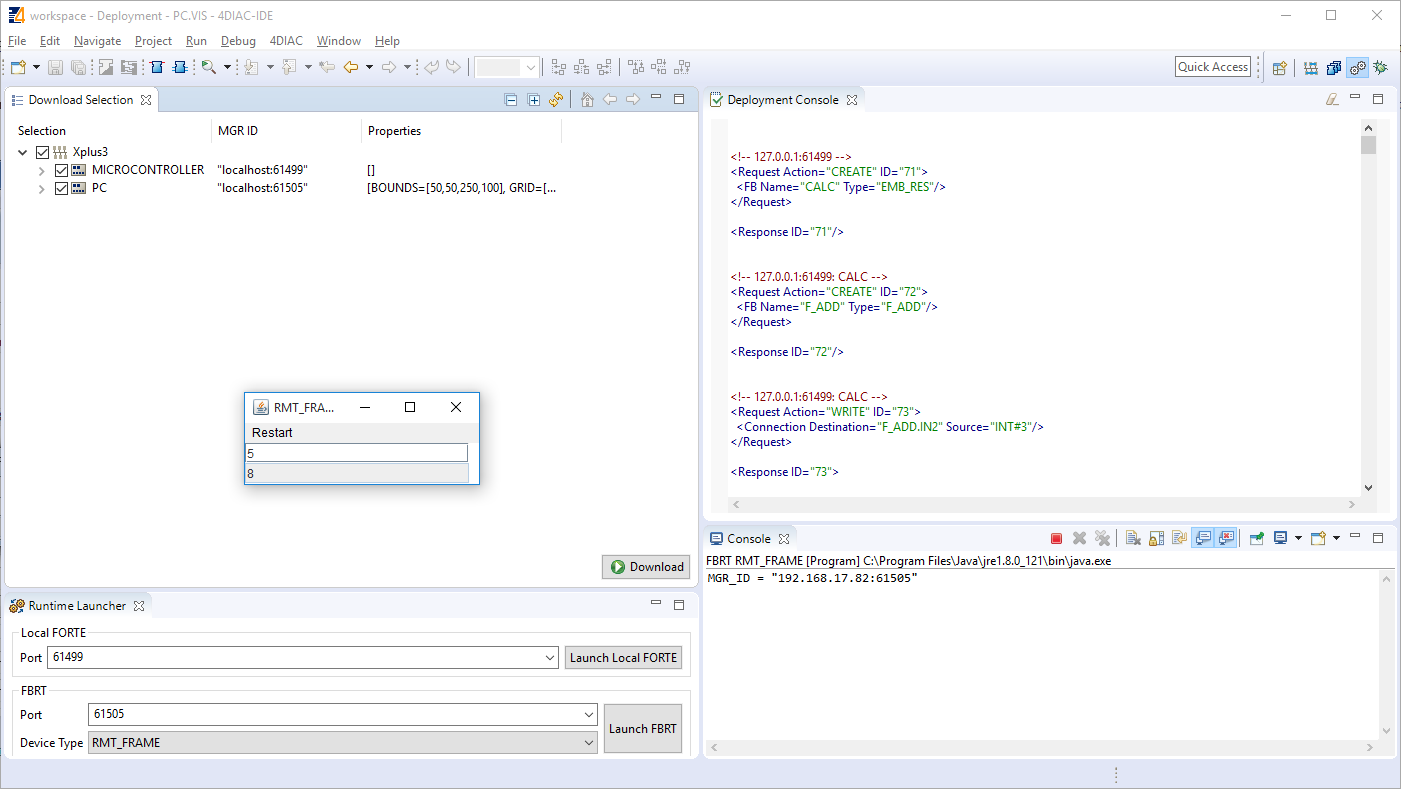 workspace - Deployment - PC.VIS - 4DIAC-IDE
File Edit Navigate Project Run Debug 4DIAC Window Help
Quick Access
Download Selection
Selection MGR ID Properties
Xplus3
MICROCONTROLLER "localhost:61499" []
PC "localhost:61505" [BOUNDS=[50,50,250,100], GRID=[...
RMT_FRA...
Restart
5
8
Download
Runtime Launcher
Local FORTE
Port 61499 Launch Local FORTE
FBRT
Port 61505
Launch FBRT
Device Type RMT_FRAME
Deployment Console
<!-- 127.0.0.1:61499 -->
<Request Action="CREATE" ID="71">
<FB Name="CALC" Type="EMB_RES"/>
</Request>
<Response ID="71"/>
<!-- 127.0.0.1:61499: CALC -->
<Request Action="CREATE" ID="72">
<FB Name="F_ADD" Type="F_ADD"/>
</Request>
<Response ID="72"/>
<!-- 127.0.0.1:61499: CALC -->
<Request Action="WRITE" ID="73">
<Connection Destination="F_ADD.IN2" Source="INT#3"/>
</Request>
<Response ID="73">
Console
FBRT RMT_FRAME [Program] C:\Program Files\Java\jre1.8.0_121\bin\java.exe
MGR_ID = "192.168.17.82:61505"